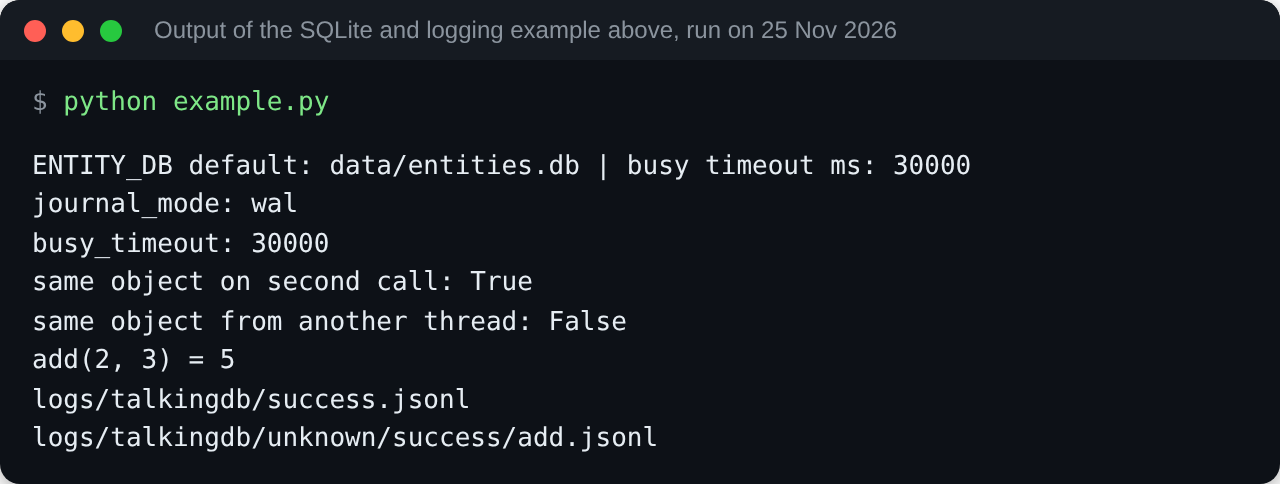 Output of the SQLite and logging example above, run on 25 Nov 2026
$ python example.py
ENTITY_DB default: data/entities.db | busy timeout ms: 30000
journal_mode: wal
busy_timeout: 30000
same object on second call: True
same object from another thread: False
add(2, 3) = 5
logs/talkingdb/success.jsonl
logs/talkingdb/unknown/success/add.jsonl